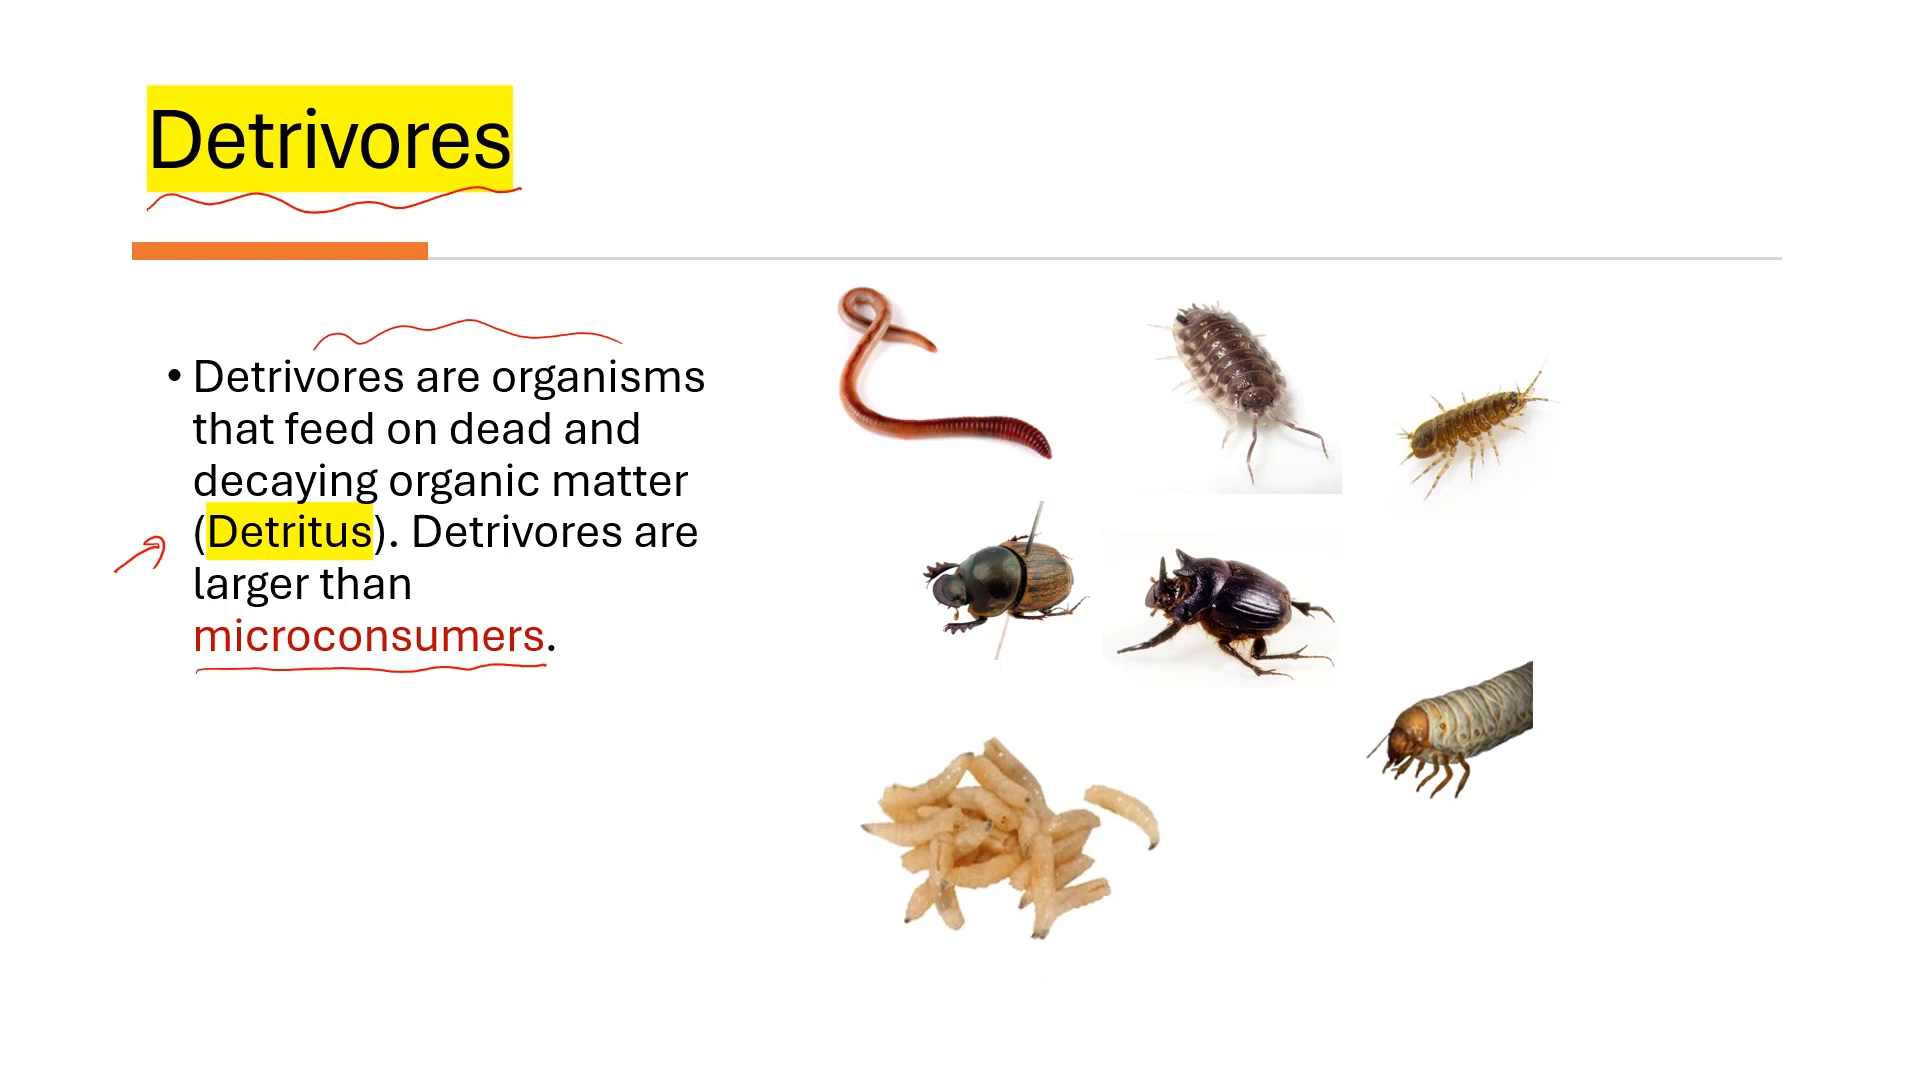 Detrivores
• Detrivores are organisms
that feed on dead and
decaying organic matter
(Detritus). Detrivores are
larger than
microconsumers.